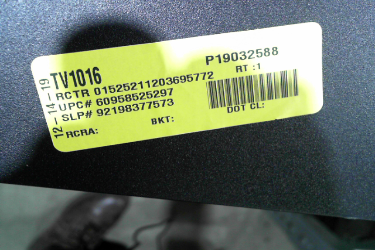 12-14-19
TV1016
P19032588
RCTR 01525211203695772
RT :1
UPC# 60958525297
SLP# 92198377573
DOT CL:
BKT:
RCRA: